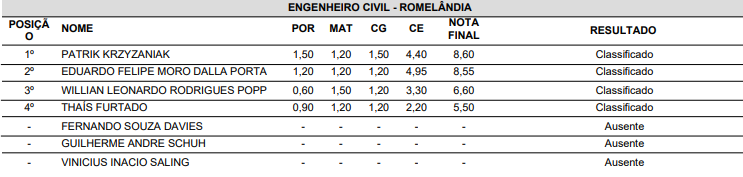 ENGENHEIRO CIVIL - ROMELÂNDIA
POSIÇÃO NOME POR MAT CG CE NOTA FINAL RESULTADO
1º PATRIK KRZYZANIAK 1,50 1,20 1,50 4,40 8,60 Classificado
2º EDUARDO FELIPE MORO DALLA PORTA 1,20 1,20 1,20 4,95 8,55 Classificado
3º WILLIAN LEONARDO RODRIGUES POPP 0,60 1,50 1,20 3,30 6,60 Classificado
4º THAÍS FURTADO 0,90 1,20 1,20 2,20 5,50 Classificado
- FERNANDO SOUZA DAVIES - - - - - Ausente
- GUILHERME ANDRE SCHUH - - - - - Ausente
- VINICIUS INACIO SALING - - - - - Ausente